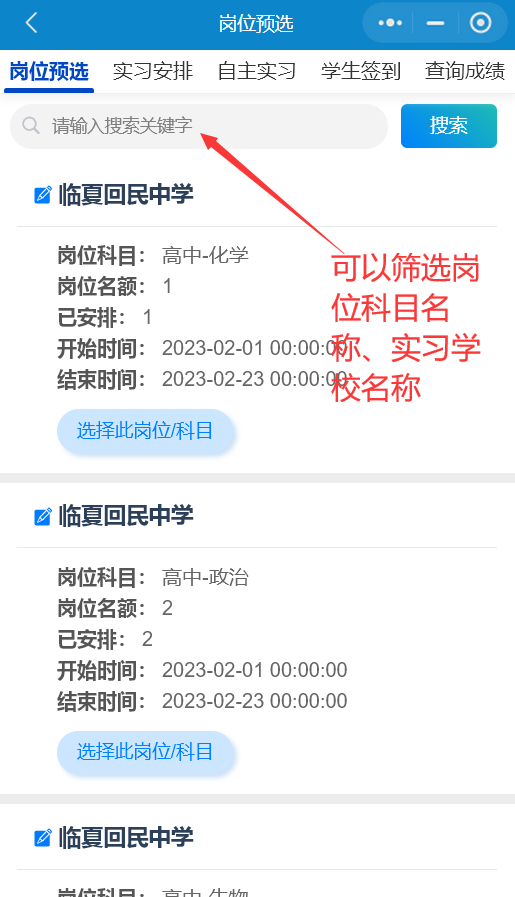 岗位预选
岗位预选 实习安排 自主实习 学生签到 查询成绩
请输入搜索关键字 搜索
临夏回民中学
岗位科目： 高中-化学
岗位名额： 1
已安排： 1
开始时间： 2023-02-01 00:00:00
结束时间： 2023-02-23 00:00:00
可以筛选岗
位科目名
称、实习学
校名称
选择此岗位/科目
临夏回民中学
岗位科目： 高中-政治
岗位名额： 2
已安排： 2
开始时间： 2023-02-01 00:00:00
结束时间： 2023-02-23 00:00:00
选择此岗位/科目
临夏回民中学
岗位科目： 高中-生物